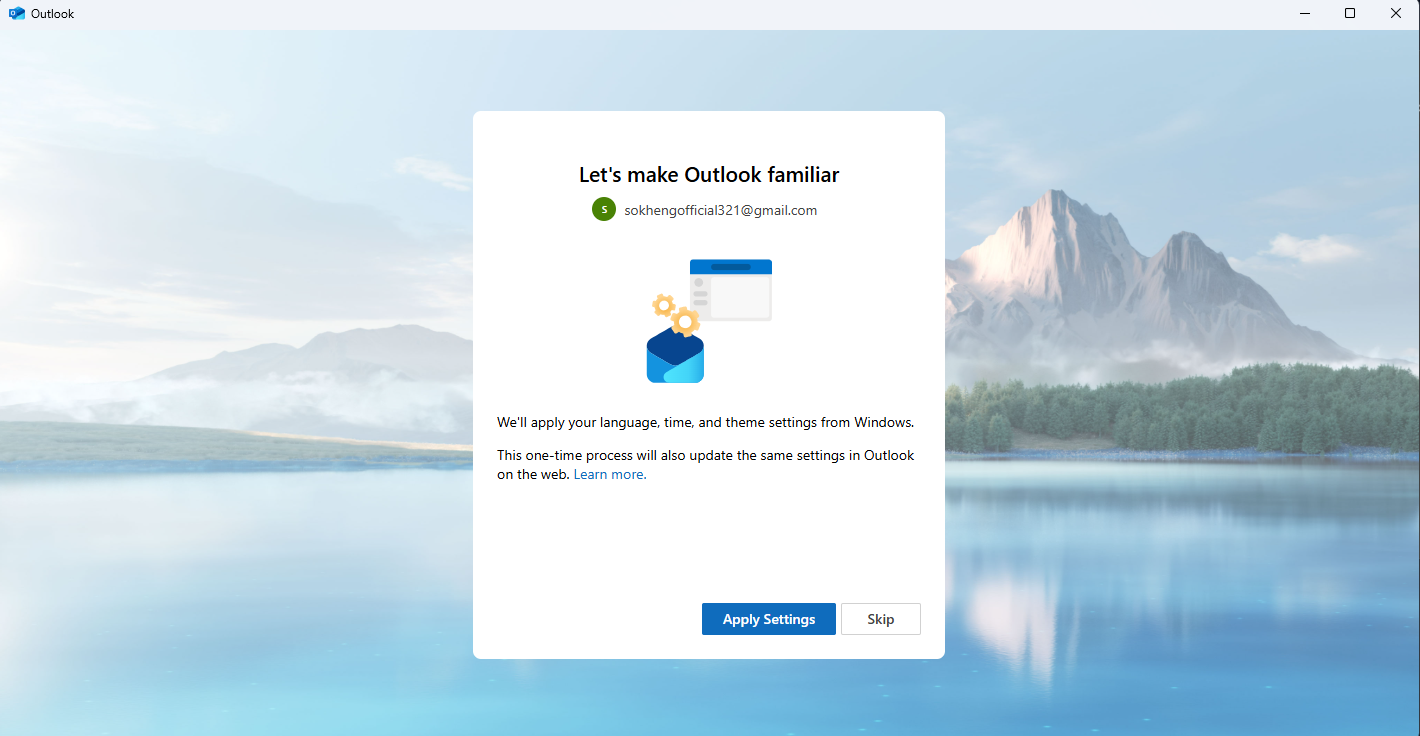 Outlook
Let's make Outlook familiar
S
sokhengofficial321@gmail.com
We'll apply your language, time, and theme settings from Windows.
This one-time process will also update the same settings in Outlook
on the web. Learn more.
Apply Settings
Skip